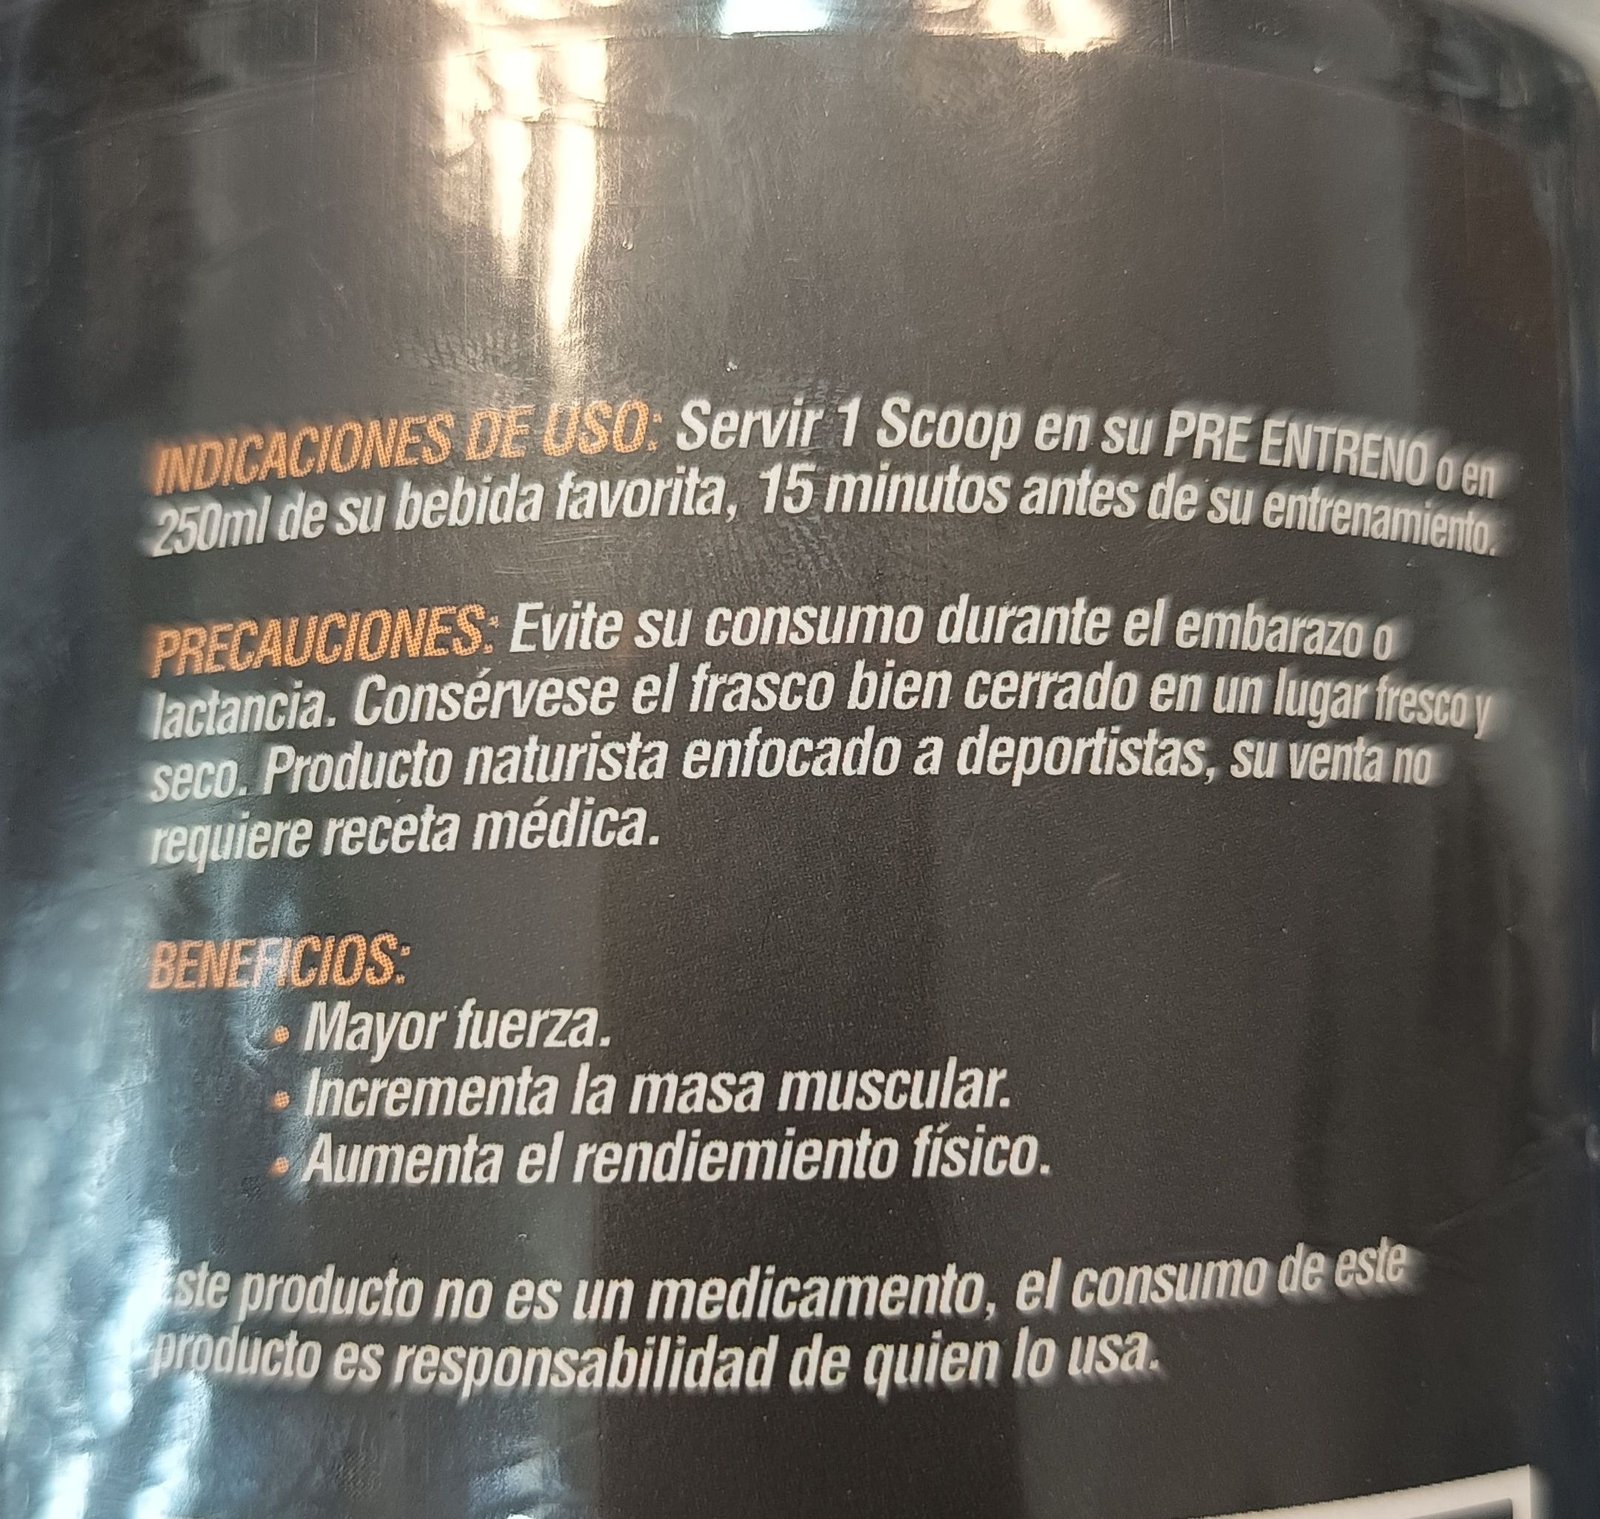 INDICACIONES DE USO: Servir 1 Scoop en su PRE ENTRENO o en
250ml de su bebida favorita, 15 minutos antes de su entrenamiento.
PRECAUCIONES: Evite su consumo durante el embarazo o
lactancia. Consérvese el frasco bien cerrado en un lugar fresco y
seco. Producto naturista enfocado a deportistas, su venta no
requiere receta médica.
BENEFICIOS:
• Mayor fuerza.
• Incrementa la masa muscular.
• Aumenta el rendiemiento físico.
Este producto no es un medicamento, el consumo de este
producto es responsabilidad de quien lo usa.